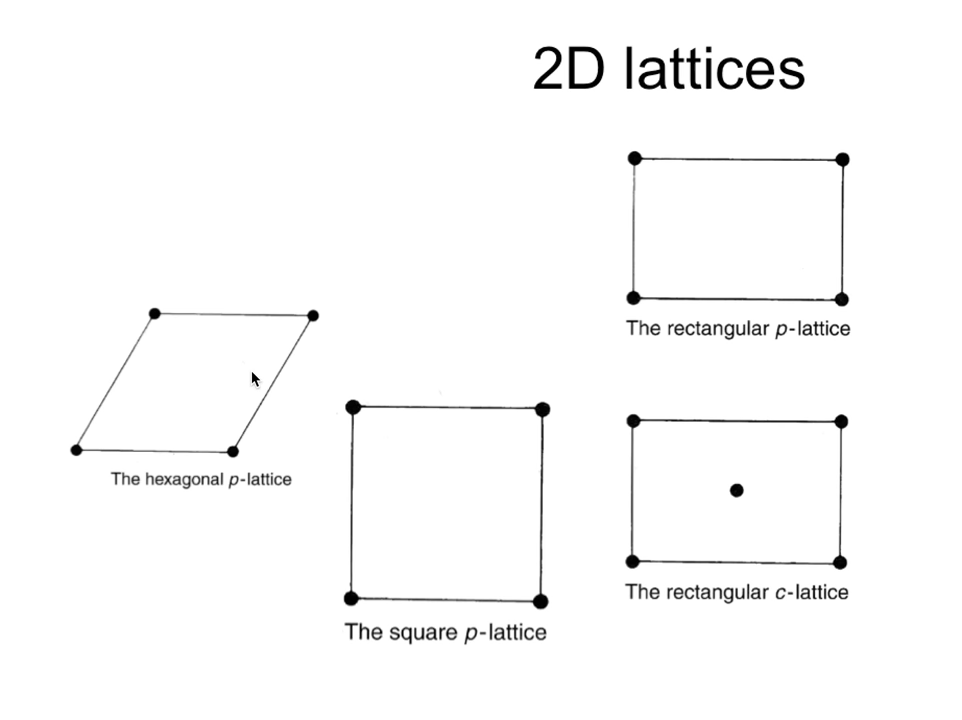 2D lattices
The rectangular p-lattice
The hexagonal p-lattice
The rectangular c-lattice
The square p-lattice